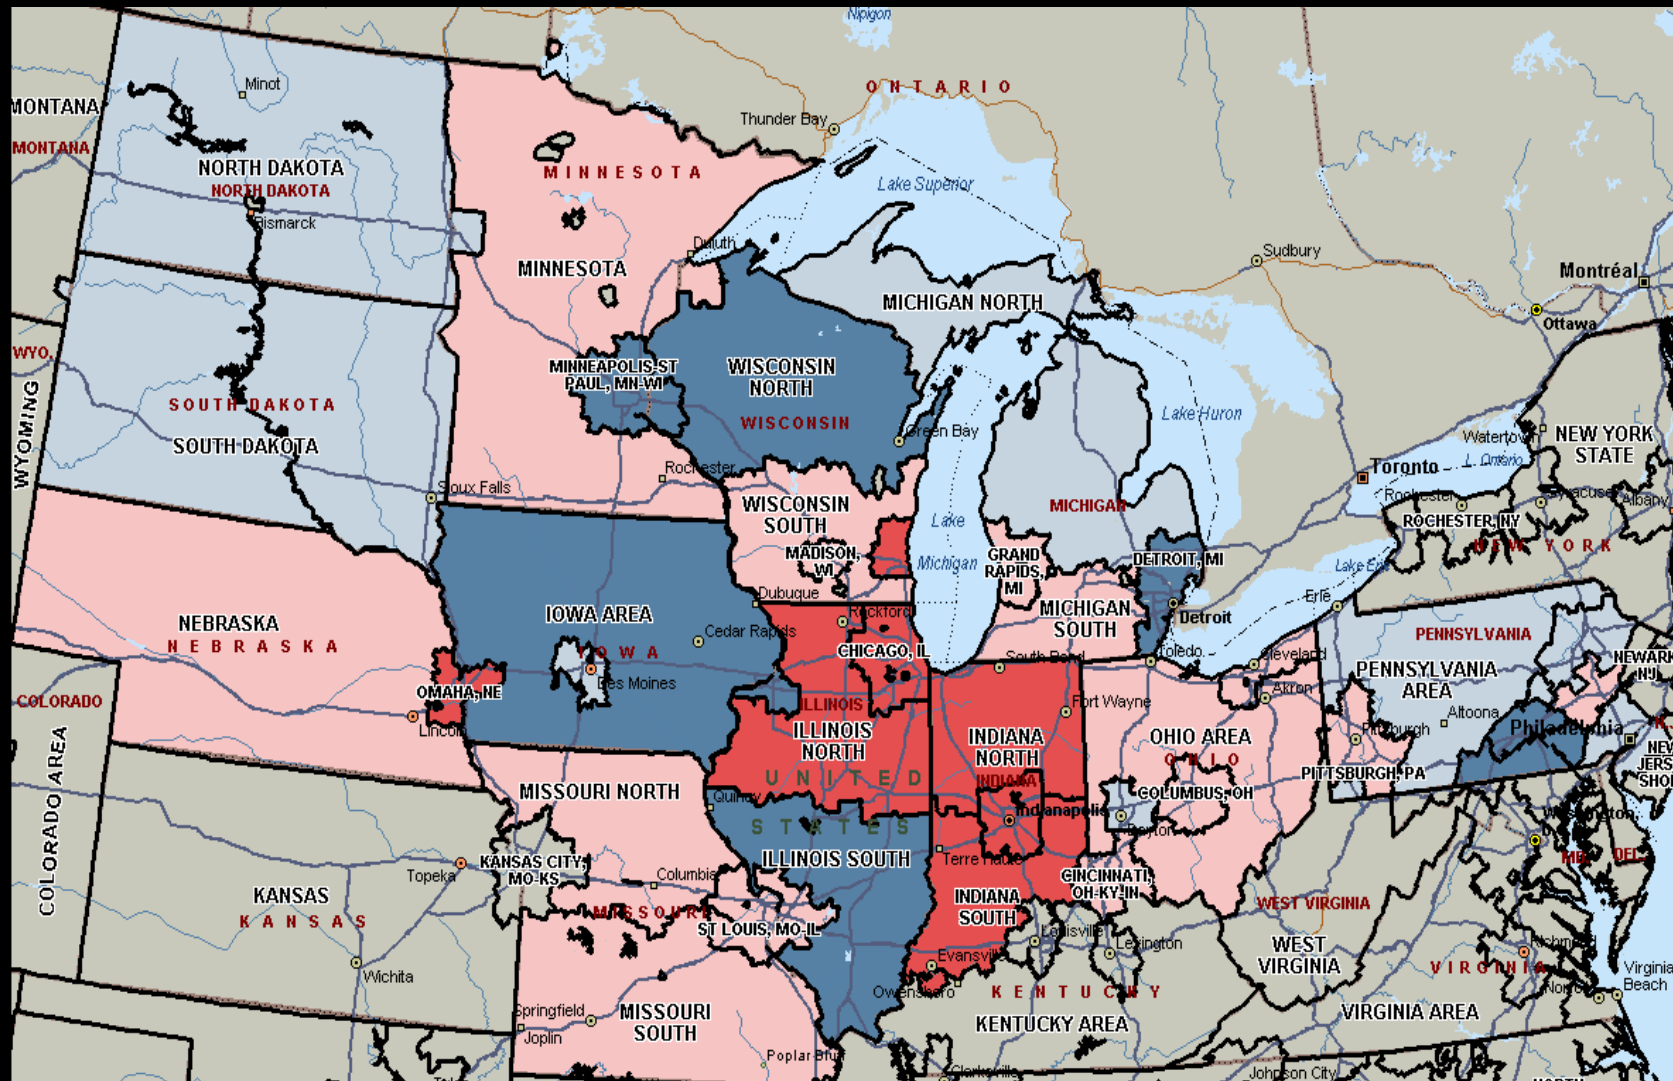 Nipigon
ONTARIO
MONTANA
MONTANA
Minot
NORTH DAKOTA
NORTH DAKOTA
Bismarck
MINNESOTA
MINNESOTA
Thunder Bay
Lake Superior
Duluth
Sudbury
Montréal
Ottawa
MICHIGAN NORTH
WYO.
WYOMING
SOUTH DAKOTA
SOUTH DAKOTA
Sioux Falls
MINNEAPOLIS-ST
PAUL, MN-WI
WISCONSIN
NORTH
WISCONSIN
Green Bay
Lake Huron
Rochester
WISCONSIN
SOUTH
MADISON,
WI
Lake
Michigan
MICHIGAN
GRAND
RAPIDS,
MI
DETROIT, MI
Detroit
MICHIGAN
SOUTH
Toronto
Watertown
L. Ontario
NEW YORK
STATE
Rochester
Syracuse
Albany
ROCHESTER, NY
NEW YORK
Lake Erie
Erie
NEBRASKA
NEBRASKA
IOWA AREA
IOWA
Cedar Rapids
Des Moines
Dubuque
Rockford
CHICAGO, IL
South Bend
Toledo
Cleveland
Akron
PENNSYLVANIA
PENNSYLVANIA
AREA
Altoona
Philadelphia
NEWARK
NJ
COLORADO
COLORADO AREA
OMAHA, NE
Lincoln
ILLINOIS
ILLINOIS
NORTH
UNITED
STATES
Fort Wayne
INDIANA
NORTH
INDIANA
Indianapolis
OHIO AREA
OHIO
COLUMBUS, OH
Dayton
Pittsburgh
PITTSBURGH, PA
NEW
JERS
SHO
MISSOURI NORTH
Quincy
ILLINOIS SOUTH
Terre Haute
INDIANA
SOUTH
CINCINNATI,
OH-KY-IN
Washington,
DEL.
KANSAS CITY,
MO-KS
Topeka
KANSAS
KANSAS
Wichita
Columbia
MISSOURI
ST LOUIS, MO-IL
Evansville
Owensboro
Louisville
Lexington
KENTUCKY
KENTUCKY AREA
WEST VIRGINIA
WEST
VIRGINIA
Richmond
VIRGINIA
VIRGINIA AREA
Norfolk
Virginia
Beach
Springfield
Joplin
MISSOURI
SOUTH
Poplar Bluff
Clarksville
Johnson City